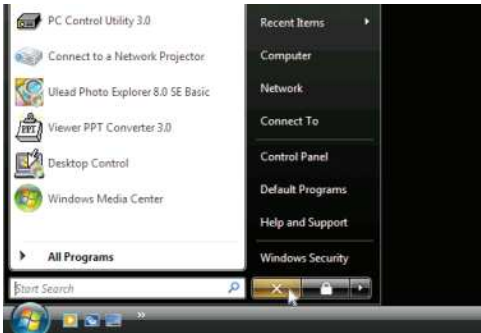 PC Control Utility 3.0
Connect to a Network Projector
Ulead Photo Explorer 8.0 SE Basic
Viewer PPT Converter 3.0
Desktop Control
Windows Media Center
All Programs
Start Search
Recent Items
Computer
Network
Connect To
Control Panel
Default Programs
Help and Support
Windows Security